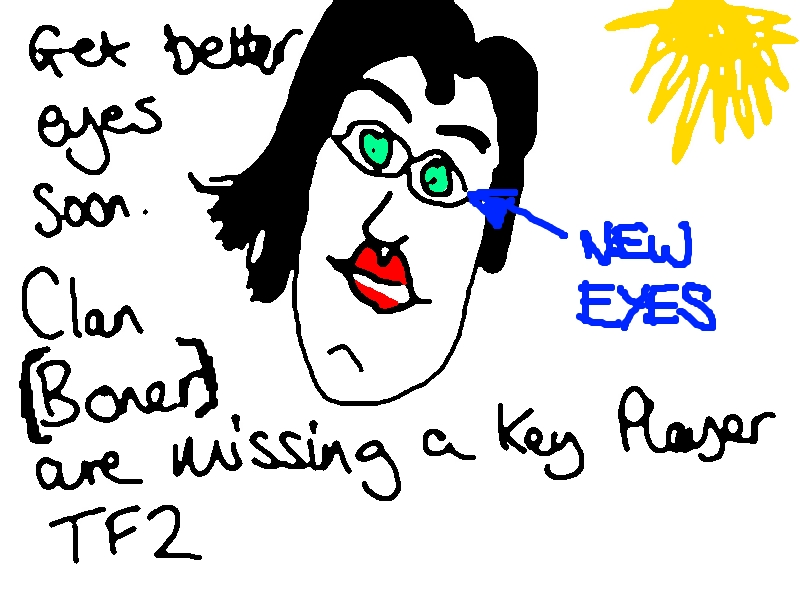 Get better
eyes
soon.
Clan
[Boner]
are missing a Key Player
TF2
NEW
EYES